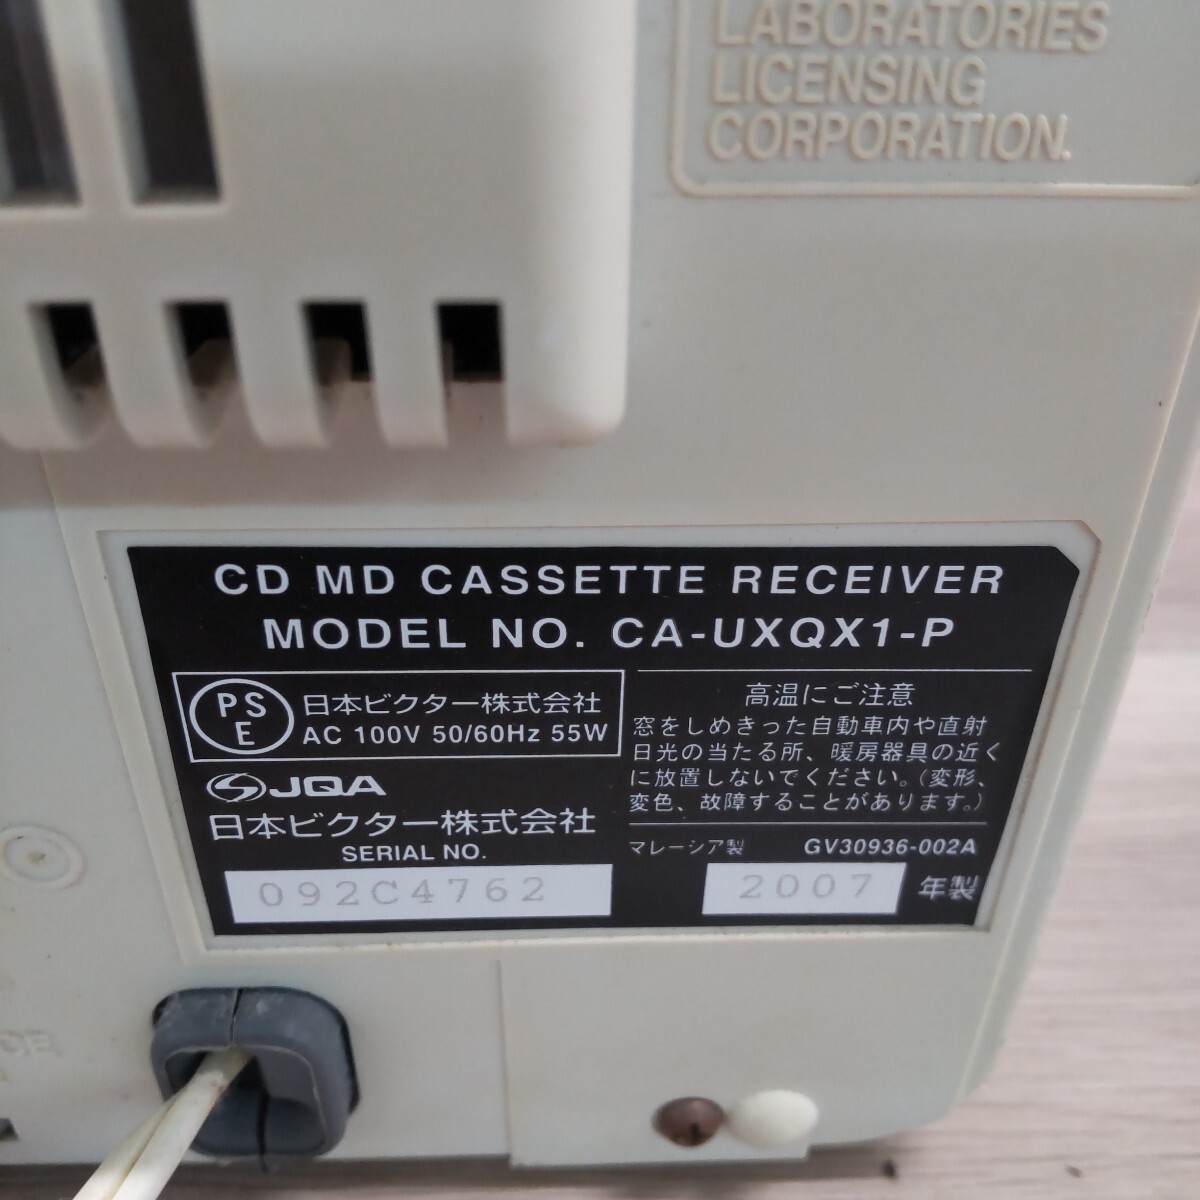 LABORATORIES
LICENSING
CORPORATION.
CD MD CASSETTE RECEIVER
MODEL NO. CA-UXQX1-P
PS
E
日本ビクター株式会社
AC 100V 50/60Hz 55W
JQA
日本ビクター株式会社
SERIAL NO.
092C4762
高温にご注意
窓をしめきった自動車内や直射
日光の当たる所、暖房器具の近く
に放置しないでください。(変形、
変色、故障することがあります。)
マレーシア製 GV30936-002A
2007 年製